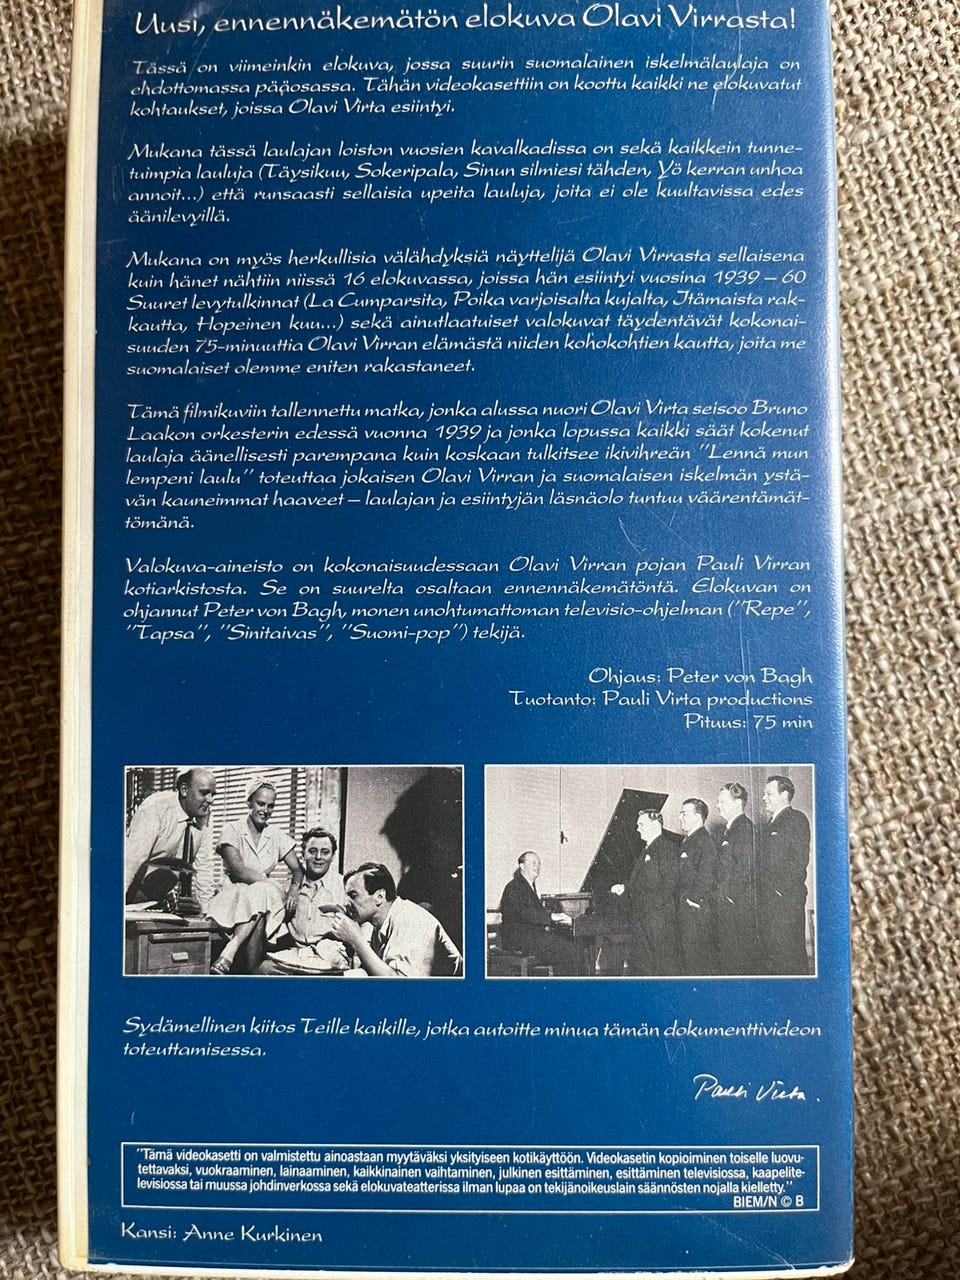 Uusi, ennennäkemätön elokuva Olavi Virrasta!
Tässä on viimeinkin elokuva, jossa suurin suomalainen iskelmälaulaja on
ehdottomassa pääosassa. Tähän videokasettiin on koottu kaikki ne elokuvatut
kohtaukset, joissa Olavi Virta esiintyi.
Mukana tässä laulajan loiston vuosien kavalkadissa on sekä kaikkein tunne-
tuimpia lauluja (Täysikuu, Sokeripala, Sinun silmiesi tähden, Yö kerran unhoa
annoit...) että runsaasti sellaisia upeita lauluja, joita ei ole kuultavissa edes
äänilevyillä.
Mukana on myös herkullisia välähdyksiä näyttelijä Olavi Virrasta sellaisena
kuin hänet nähtiin niissä 16 elokuvassa, joissa hän esiintyi vuosina 1939 – 60
Suuret levytulkinnat (La Cumparsita, Poika varjoisalta kujalta, Itämaista rak-
kautta, Hopeinen kuu...) sekä ainutlaatuiset valokuvat täydentävät kokonai-
suuden 75-minuuttia Olavi Virran elämästä niiden kohokohtien kautta, joita me
suomalaiset olemme eniten rakastaneet.
Tämä filmikuviin tallennettu matka, jonka alussa nuori Olavi Virta seisoo Bruno
Laakon orkesterin edessä vuonna 1939 ja jonka lopussa kaikki säät kokenut
laulaja äänellisesti parempana kuin koskaan tulkitsee ikivihreän "Lennä mun
lempeni laulu" toteuttaa jokaisen Olavi Virran ja suomalaisen iskelmän ystä-
vän kauneimmat haaveet – laulajan ja esiintyjän läsnäolo tuntuu väärentämät-
tömänä.
Valokuva-aineisto on kokonaisuudessaan Olavi Virran pojan Pauli Virran
kotiarkistosta. Se on suurelta osaltaan ennennäkemätöntä. Elokuvan on
ohjannut Peter von Bagh, monen unohtumattoman televisio-ohjelman ("Repe",
"Tapsa", "Sinitaivas", "Suomi-pop") tekijä.
Ohjaus: Peter von Bagh
Tuotanto: Pauli Virta productions
Pituus: 75 min
Sydämellinen kiitos Teille kaikille, jotka autoitte minua tämän dokumenttivideon
toteuttamisessa.
Pauli Virta.
"Tämä videokasetti on valmistettu ainoastaan myytäväksi yksityiseen kotikäyttöön. Videokasetin kopioiminen toiselle luovu-
tettavaksi, vuokraaminen, lainaaminen, kaikkinainen vaihtaminen, julkinen esittäminen, esittäminen televisiossa, kaapelite-
levisiossa tai muussa johdinverkossa sekä elokuvateatterissa ilman lupaa on tekijänoikeuslain säännösten nojalla kielletty."
BIEM/N © B
Kansi: Anne Kurkinen